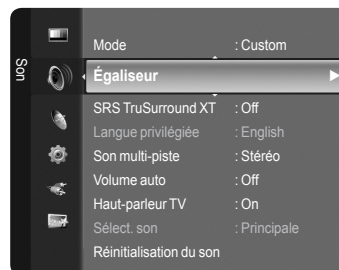 Son
Mode : Custom
Égaliseur
SRS TruSurround XT : Off
Langue privilégiée : English
Son multi-piste : Stéréo
Volume auto : Off
Haut-parleur TV : On
Sélect. son : Principale
Réinitialisation du son